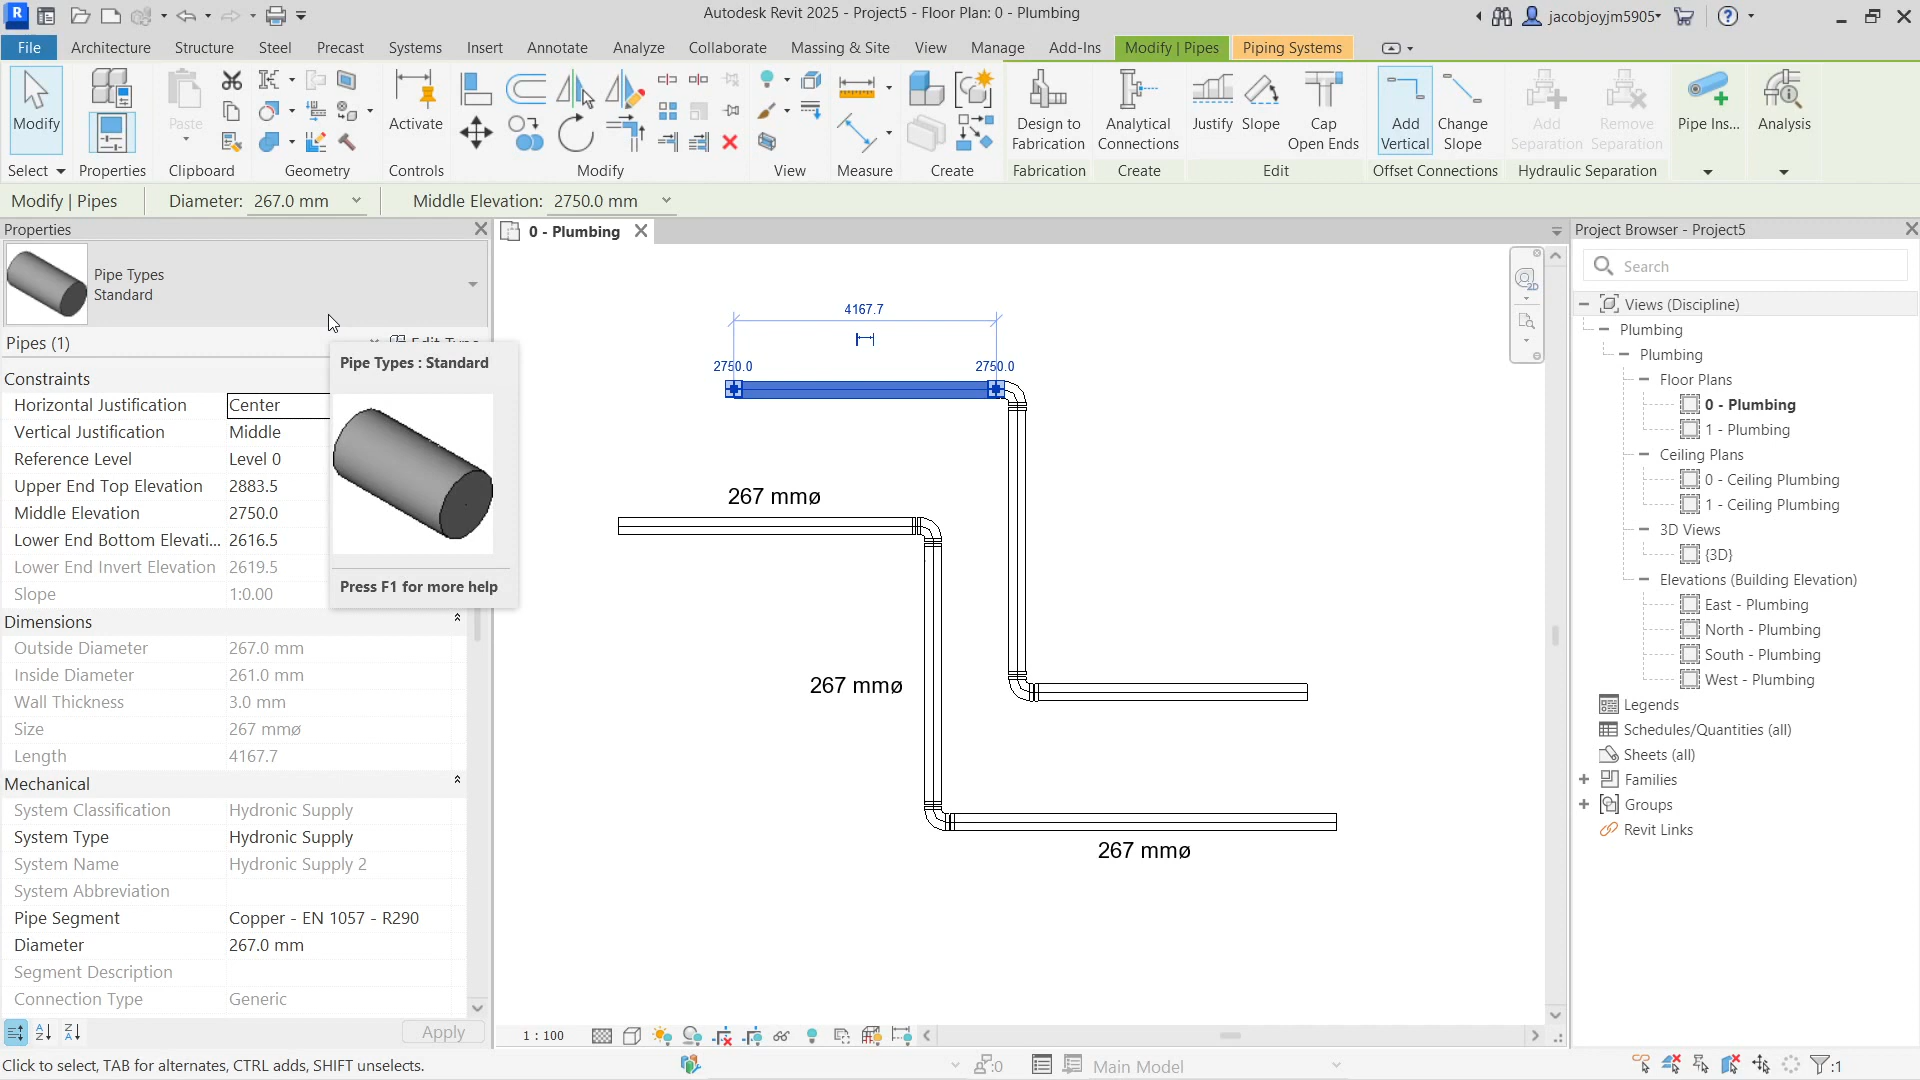 Autodesk Revit 2025 - Project5 - Floor Plan: 0 - Plumbing
jacobjoyjm5905
File Architecture Structure Steel Precast Systems Insert Annotate Analyze Collaborate Massing & Site View Manage Add-Ins Modify | Pipes Piping Systems
Modify
Paste
Activate
Design to
Fabrication
Analytical
Connections
Justify
Slope
Cap
Open Ends
Add
Vertical
Change
Slope
Add
Separation
Remove
Separation
Pipe Ins...
Analysis
Select Properties Clipboard Geometry Controls Modify View Measure Create Fabrication Create Edit Offset Connections Hydraulic Separation
Modify | Pipes Diameter: 267.0 mm Middle Elevation: 2750.0 mm
Properties
Pipe Types
Standard
Pipes (1)
Constraints
Horizontal Justification Center
Vertical Justification Middle
Reference Level Level 0
Upper End Top Elevation 2883.5
Middle Elevation 2750.0
Lower End Bottom Elevati... 2616.5
Lower End Invert Elevation 2619.5
Slope 1:0.00
Dimensions
Outside Diameter 267.0 mm
Inside Diameter 261.0 mm
Wall Thickness 3.0 mm
Size 267 mmø
Length 4167.7
Mechanical
System Classification Hydronic Supply
System Type Hydronic Supply
System Name Hydronic Supply 2
System Abbreviation
Pipe Segment Copper - EN 1057 - R290
Diameter 267.0 mm
Segment Description
Connection Type Generic
Apply
Pipe Types : Standard
Press F1 for more help
0 - Plumbing
4167.7
2750.0 2750.0
267 mmø
267 mmø
267 mmø
2D
1 : 100
Project Browser - Project5
Search
Views (Discipline)
Plumbing
Plumbing
Floor Plans
0 - Plumbing
1 - Plumbing
Ceiling Plans
0 - Ceiling Plumbing
1 - Ceiling Plumbing
3D Views
{3D}
Elevations (Building Elevation)
East - Plumbing
North - Plumbing
South - Plumbing
West - Plumbing
Legends
Schedules/Quantities (all)
Sheets (all)
Families
Groups
Revit Links
Click to select, TAB for alternates, CTRL adds, SHIFT unselects.
:0
Main Model
:1